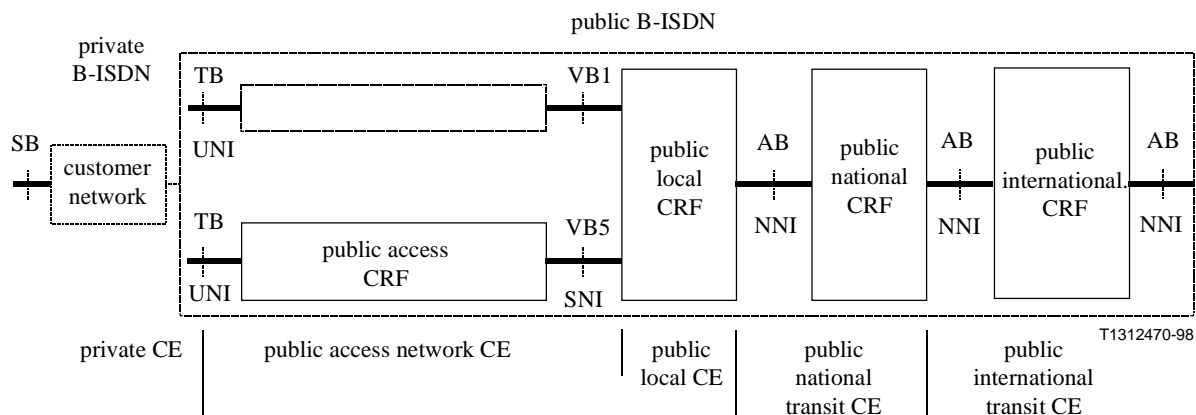 public B-ISDN
private
B-ISDN
TB
VB1
UNI
SB
customer
network
public
local
CRF
AB
NNI
public
national
CRF
AB
NNI
public
international.
CRF
AB
NNI
TB
UNI
public access
CRF
VB5
SNI
T1312470-98
private CE
public access network CE
public
local CE
public
national
transit CE
public
international
transit CE